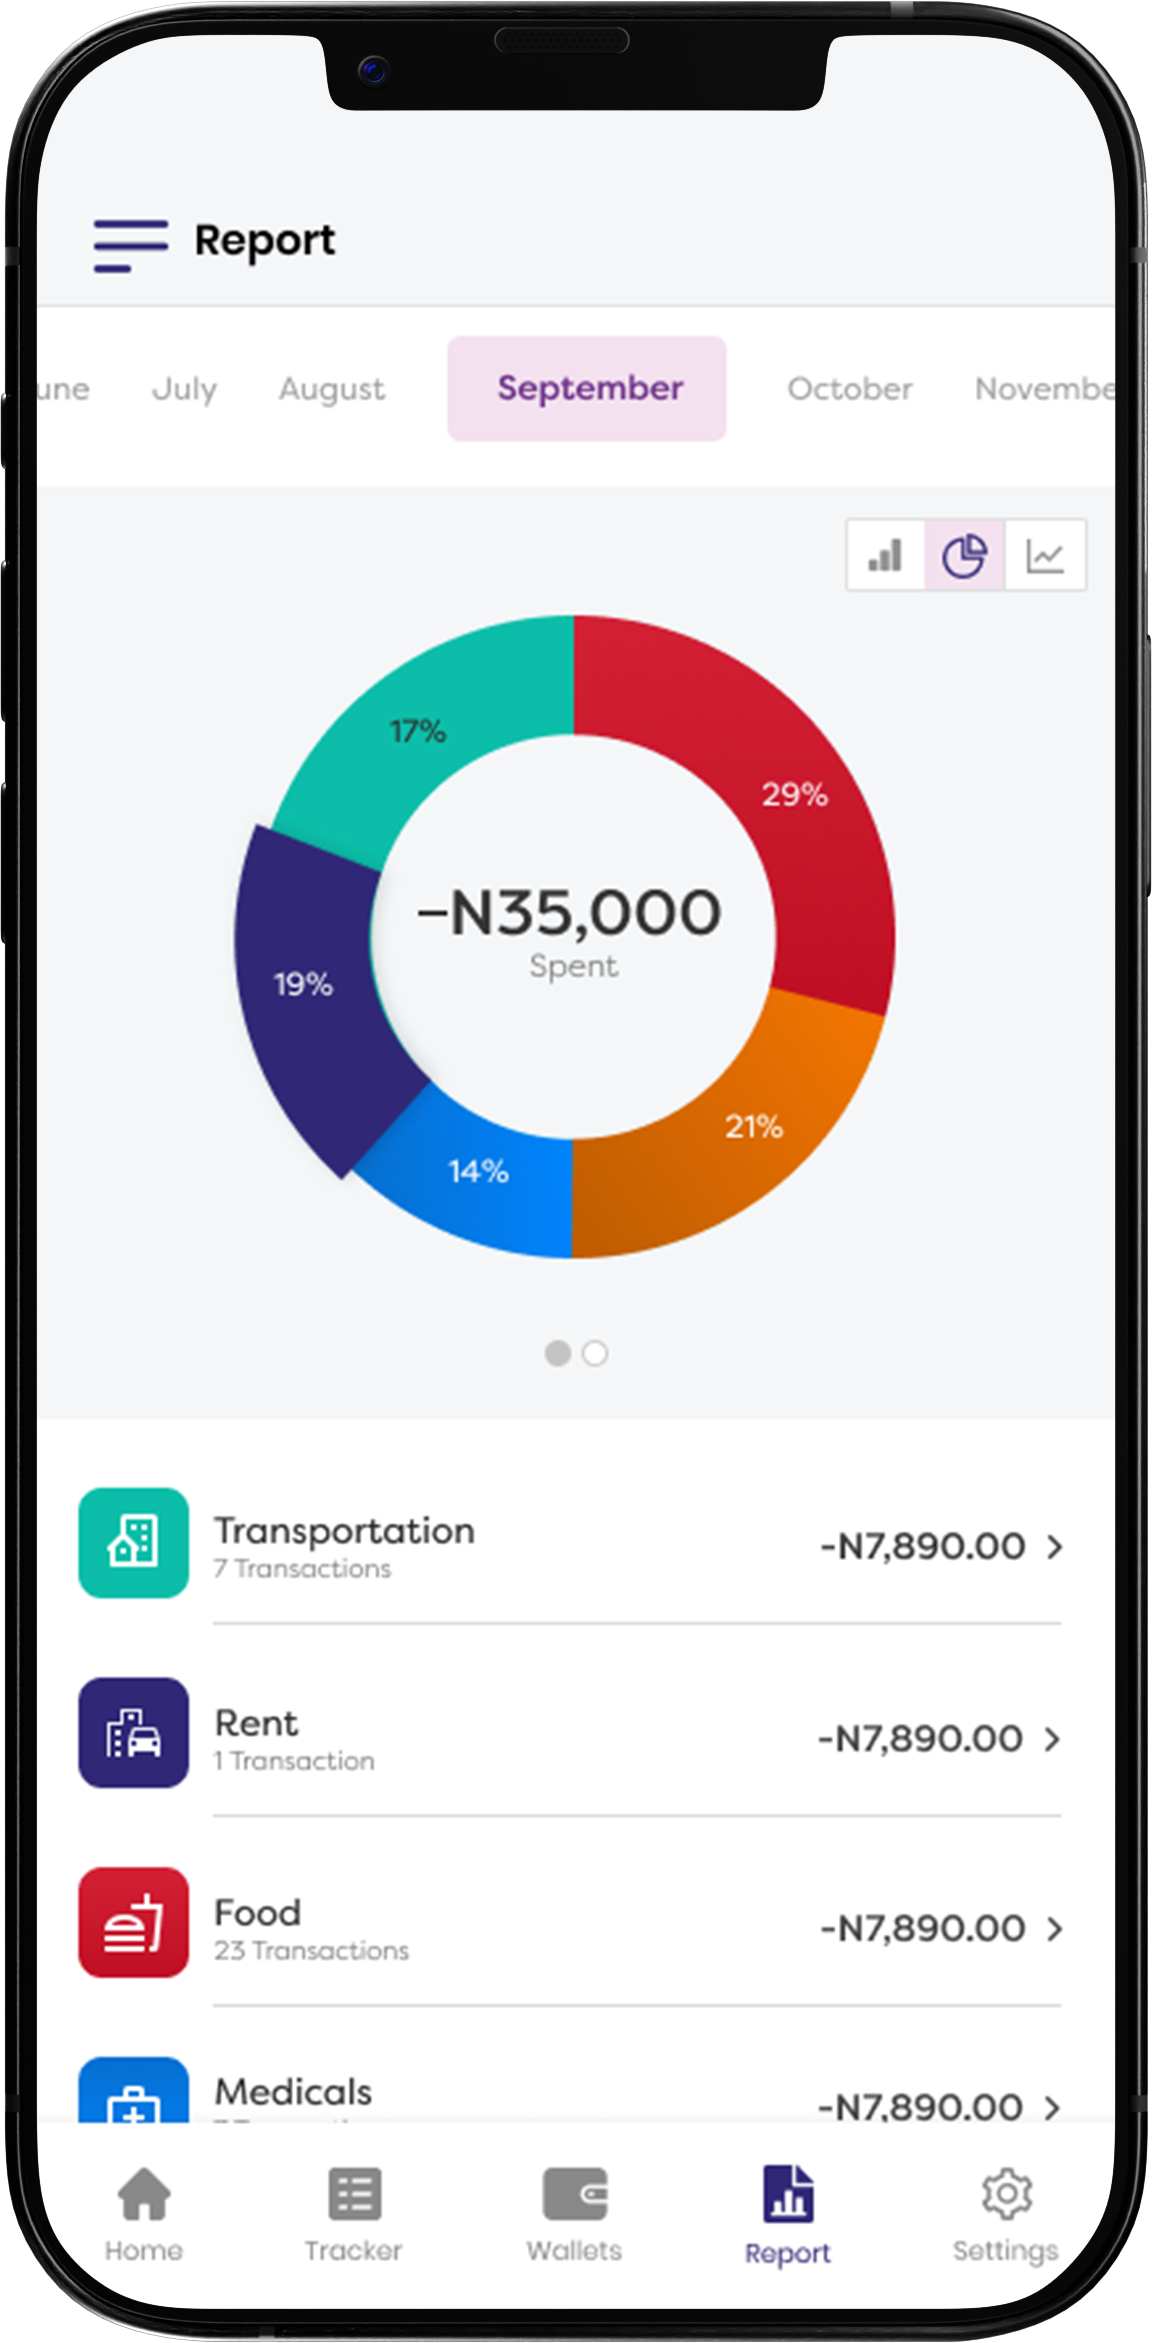 Report
une July August September October Novembe
17%
29%
–N35,000
Spent
19%
21%
14%
Transportation
7 Transactions
-N7,890.00
Rent
1 Transaction
-N7,890.00
Food
23 Transactions
-N7,890.00
Medicals
-N7,890.00
Home Tracker Wallets Report Settings